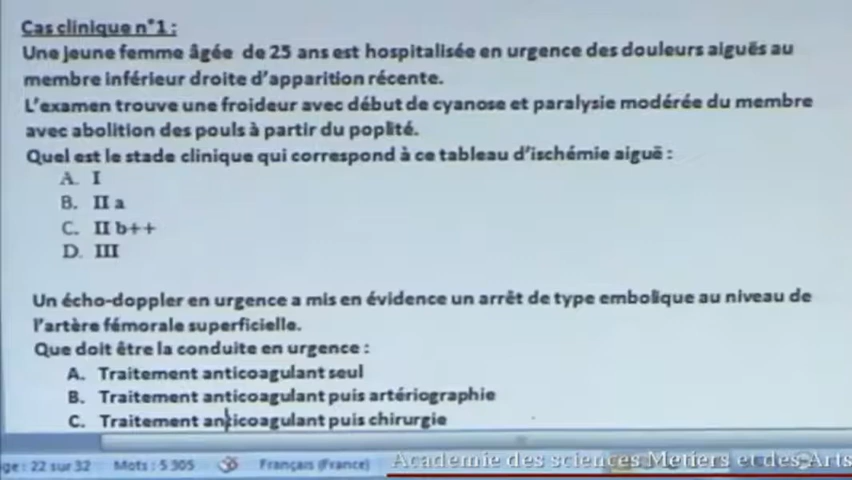 Cas clinique n°1 :
Une jeune femme âgée de 25 ans est hospitalisée en urgence des douleurs aiguës au
membre inférieur droite d'apparition récente.
L'examen trouve une froideur avec début de cyanose et paralysie modérée du membre
avec abolition des pouls à partir du poplité.
Quel est le stade clinique qui correspond à ce tableau d'ischémie aiguë :
A. I
B. II a
C. II b++
D. III
Un écho-doppler en urgence a mis en évidence un arrêt de type embolique au niveau de
l'artère fémorale superficielle.
Que doit être la conduite en urgence :
A. Traitement anticoagulant seul
B. Traitement anticoagulant puis artériographie
C. Traitement anticoagulant puis chirurgie
ge : 22 sur 32 Mots : 5 305 Français (France)
Academie des sciences Metiers et des Arts